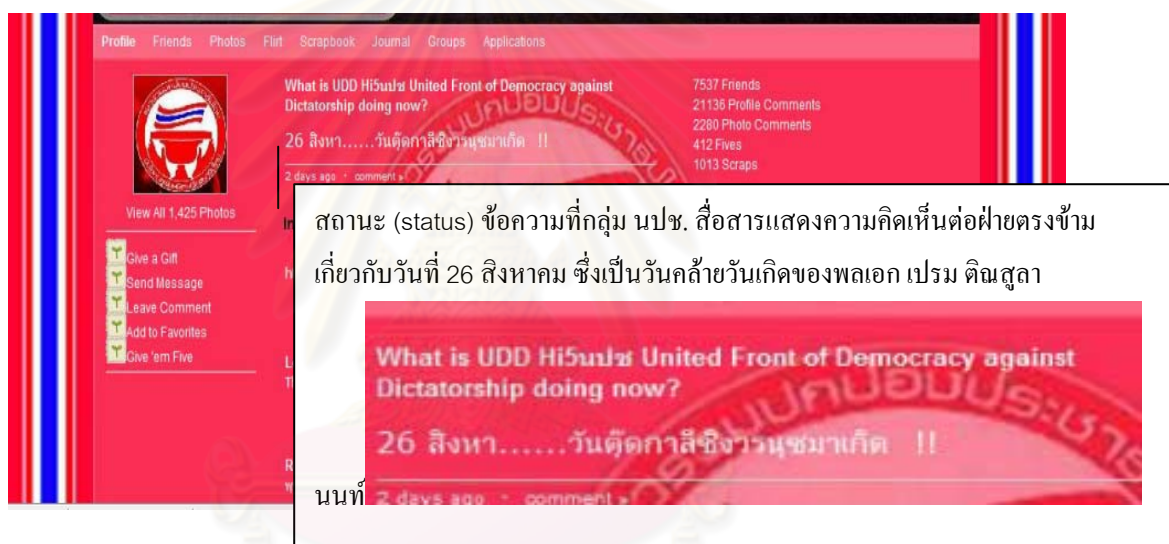 Profile Friends Photos Flirt Scrapbook Journal Groups Applications
What is UDD Hi5นปช United Front of Democracy against
Dictatorship doing now?
26 สิงหา......วันตุ๊ดกาลีชิงวรนุชมาเกิด !!
2 days ago · comment »
7537 Friends
21136 Profile Comments
2280 Photo Comments
412 Fives
1013 Scraps
View All 1,425 Photos
Give a Gift
Send Message
Leave Comment
Add to Favorites
Give 'em Five
สถานะ (status) ข้อความที่กลุ่ม นปช. สื่อสารแสดงความคิดเห็นต่อฝ่ายตรงข้าม
เกี่ยวกับวันที่ 26 สิงหาคม ซึ่งเป็นวันคล้ายวันเกิดของพลเอก เปรม ติณสูลา
What is UDD Hi5นปช United Front of Democracy against
Dictatorship doing now?
26 สิงหา......วันตุ๊ดกาลีชิงวรนุชมาเกิด !!
นนท์
2 days ago · comment »